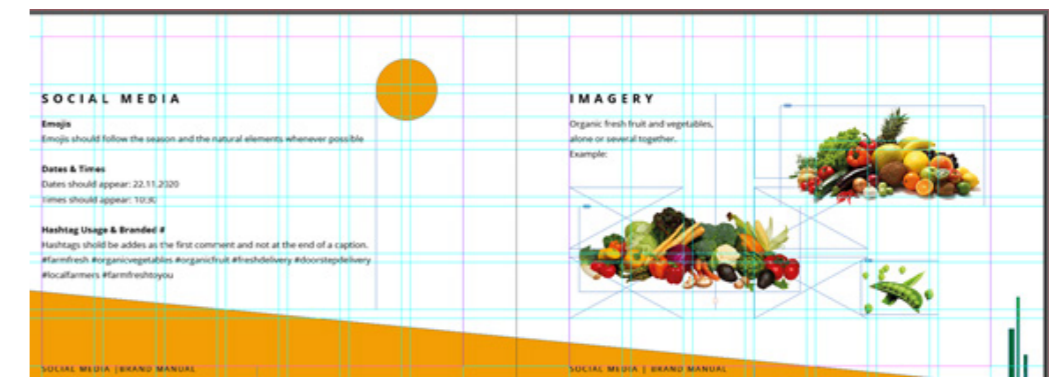 SOCIAL MEDIA
Emojis
Emojis should follow the season and the natural elements whenever possible
Dates & Times
Dates should appear: 22.11.2020
Times should appear: 10:30
Hashtag Usage & Branded #
Hashtags shold be addes as the first comment and not at the end of a caption.
#farmfresh #organicvegetables #organicfruit #freshdelivery #doorstepdelivery
#localfarmers #farmfreshtoyou
SOCIAL MEDIA |BRAND MANUAL
IMAGERY
Organic fresh fruit and vegetables,
alone or several together.
Example:
SOCIAL MEDIA | BRAND MANUAL